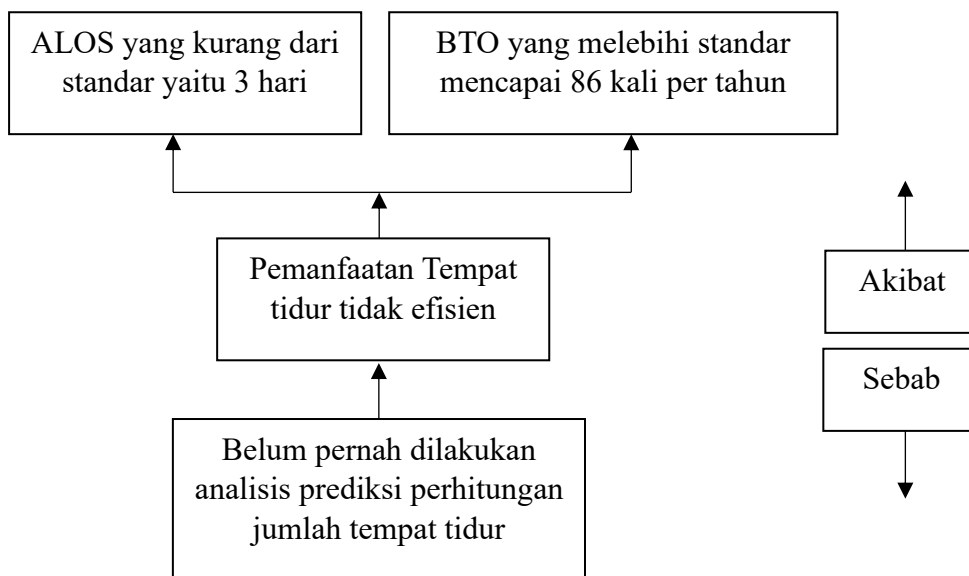 ALOS yang kurang dari
standar yaitu 3 hari
BTO yang melebihi standar
mencapai 86 kali per tahun
Pemanfaatan Tempat
tidur tidak efisien
Akibat
Sebab
Belum pernah dilakukan
analisis prediksi perhitungan
jumlah tempat tidur